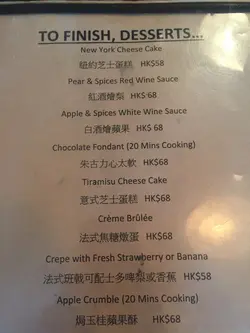 TO FINISH, DESSERTS...
New York Cheese Cake
紐約芝士蛋糕 HK$58
Pear & Spices Red Wine Sauce
紅酒燴梨 HK$ 68
Apple & Spices White Wine Sauce
白酒燴蘋果 HK$ 68
Chocolate Fondant (20 Mins Cooking)
朱古力心太軟 HK$ 68
Tiramisu Cheese Cake
意式芝士蛋糕 HK$68
Crème Brûlée
法式焦糖燉蛋 HK$68
Crepe with Fresh Strawberry or Banana
法式班戟可配士多啤梨或香蕉 HK$58
Apple Crumble (20 Mins Cooking)
焗玉桂蘋果酥 HK$68